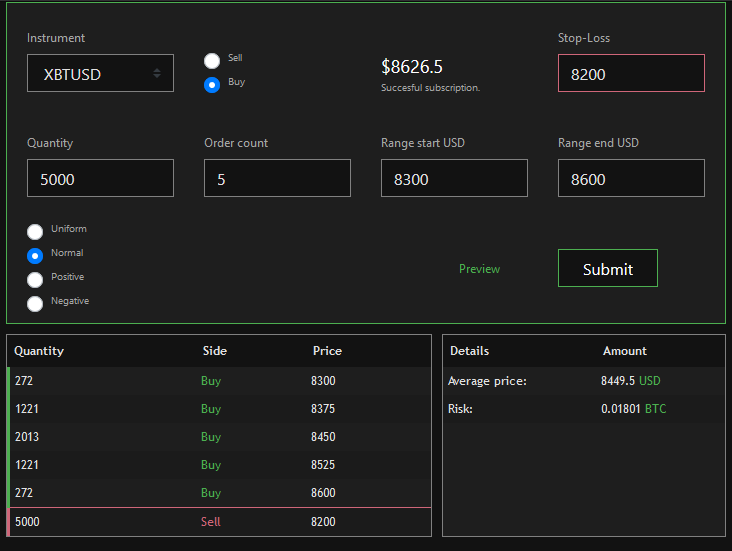 Instrument
Stop-Loss
XBTUSD
Sell
Buy
$8626.5
Succesful subscription.
8200
Quantity
Order count
Range start USD
Range end USD
5000
5
8300
8600
Uniform
Normal
Positive
Negative
Preview
Submit
Quantity Side Price
272 Buy 8300
1221 Buy 8375
2013 Buy 8450
1221 Buy 8525
272 Buy 8600
5000 Sell 8200
Details Amount
Average price: 8449.5 USD
Risk: 0.01801 BTC